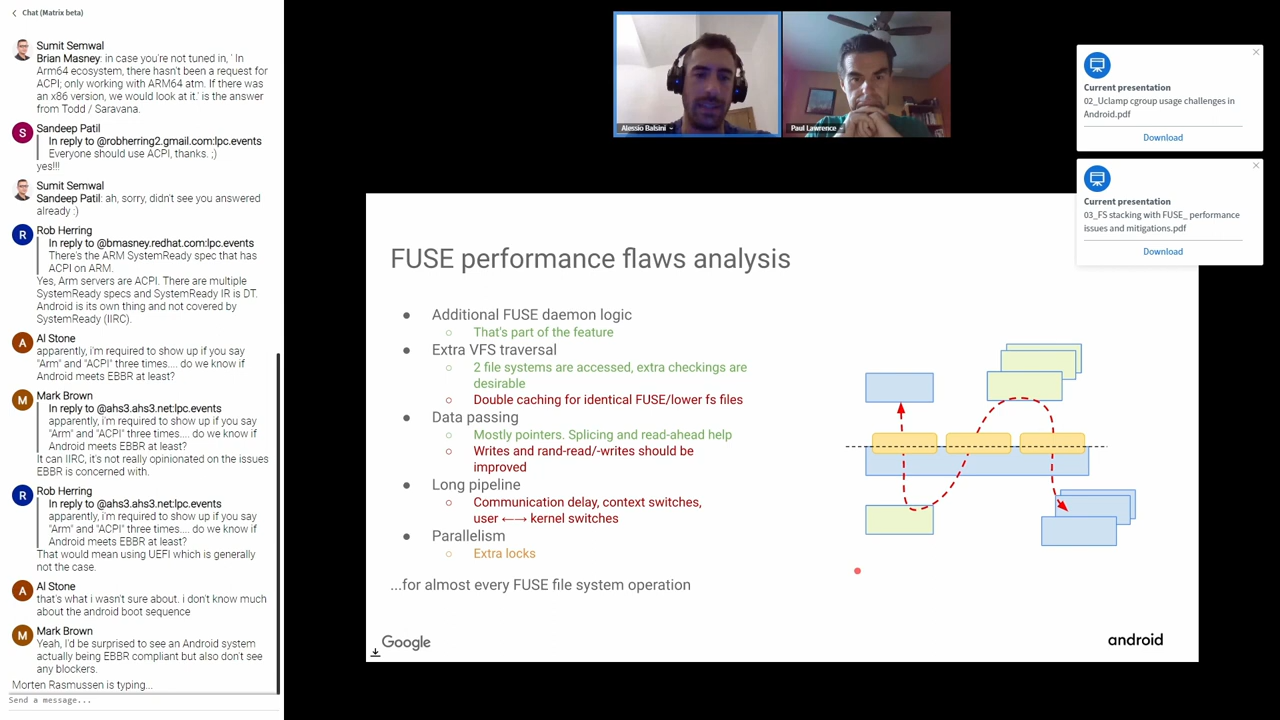 Chat (Matrix beta)
Sumit Semwal
Brian Masney: in case you're not tuned in, ` In
Arm64 ecosystem, there hasn't been a request for
ACPI; only working with ARM64 atm. If there was
an x86 version, we would look at it.` is the answer
from Todd / Saravana.
S
Sandeep Patil
In reply to @robherring2.gmail.com:lpc.events
Everyone should use ACPI, thanks. ;)
yes!!!
Sumit Semwal
Sandeep Patil: ah, sorry, didn't see you answered
already :)
R
Rob Herring
In reply to @bmasney.redhat.com:lpc.events
There's the ARM SystemReady spec that has
ACPI on ARM.
Yes, Arm servers are ACPI. There are multiple
SystemReady specs and SystemReady IR is DT.
Android is its own thing and not covered by
SystemReady (IIRC).
A
Al Stone
apparently, i'm required to show up if you say
"Arm" and "ACPI" three times.... do we know if
Android meets EBBR at least?
M
Mark Brown
In reply to @ahs3.ahs3.net:lpc.events
apparently, i'm required to show up if you say
"Arm" and "ACPI" three times.... do we know if
Android meets EBBR at least?
It can IIRC, it's not really opinionated on the issues
EBBR is concerned with.
R
Rob Herring
In reply to @ahs3.ahs3.net:lpc.events
apparently, i'm required to show up if you say
"Arm" and "ACPI" three times.... do we know if
Android meets EBBR at least?
That would mean using UEFI which is generally
not the case.
A
Al Stone
that's what i wasn't sure about. i don't know much
about the android boot sequence
M
Mark Brown
Yeah, I'd be surprised to see an Android system
actually being EBBR compliant but also don't see
any blockers.
Morten Rasmussen is typing...
Send a message...
Alessio Balsini
Paul Lawrence
Current presentation
02_Uclamp cgroup usage challenges in
Android.pdf
Download
Current presentation
03_FS stacking with FUSE_ performance
issues and mitigations.pdf
Download
FUSE performance flaws analysis
● Additional FUSE daemon logic
○ That's part of the feature
● Extra VFS traversal
○ 2 file systems are accessed, extra checkings are
desirable
○ Double caching for identical FUSE/lower fs files
● Data passing
○ Mostly pointers. Splicing and read-ahead help
○ Writes and rand-read/-writes should be
improved
● Long pipeline
○ Communication delay, context switches,
user ←→ kernel switches
● Parallelism
○ Extra locks
...for almost every FUSE file system operation
Google
android